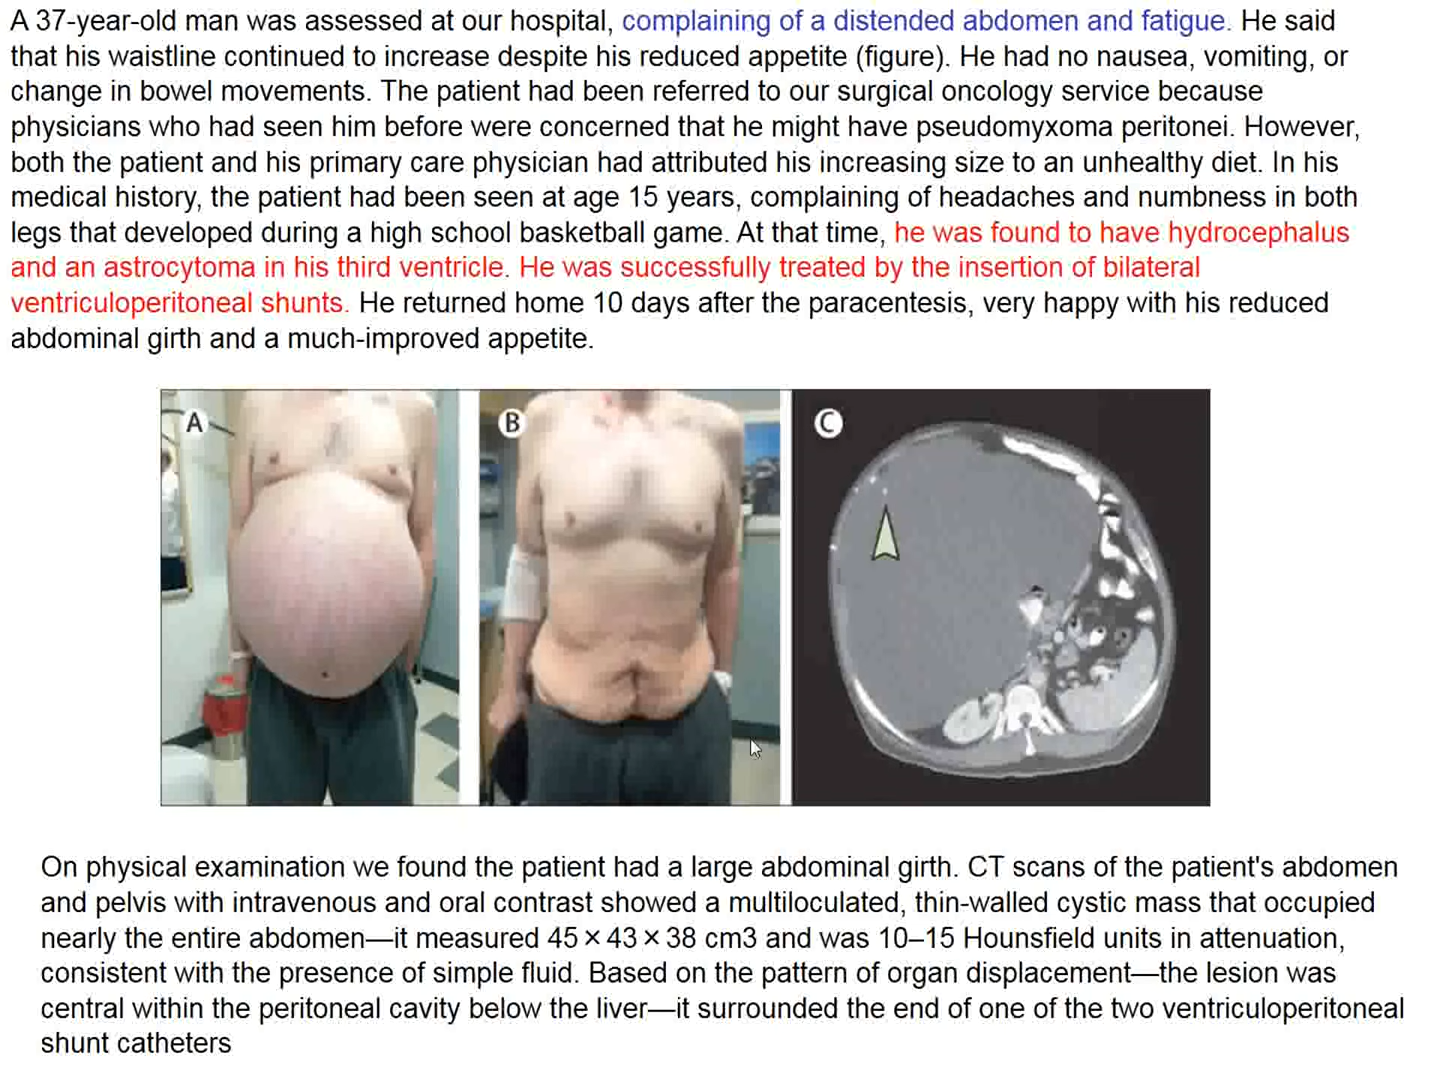 A 37-year-old man was assessed at our hospital, complaining of a distended abdomen and fatigue. He said
that his waistline continued to increase despite his reduced appetite (figure). He had no nausea, vomiting, or
change in bowel movements. The patient had been referred to our surgical oncology service because
physicians who had seen him before were concerned that he might have pseudomyxoma peritonei. However,
both the patient and his primary care physician had attributed his increasing size to an unhealthy diet. In his
medical history, the patient had been seen at age 15 years, complaining of headaches and numbness in both
legs that developed during a high school basketball game. At that time, he was found to have hydrocephalus
and an astrocytoma in his third ventricle. He was successfully treated by the insertion of bilateral
ventriculoperitoneal shunts. He returned home 10 days after the paracentesis, very happy with his reduced
abdominal girth and a much-improved appetite.
A
B
C
On physical examination we found the patient had a large abdominal girth. CT scans of the patient's abdomen
and pelvis with intravenous and oral contrast showed a multiloculated, thin-walled cystic mass that occupied
nearly the entire abdomen—it measured 45 × 43 × 38 cm3 and was 10–15 Hounsfield units in attenuation,
consistent with the presence of simple fluid. Based on the pattern of organ displacement—the lesion was
central within the peritoneal cavity below the liver—it surrounded the end of one of the two ventriculoperitoneal
shunt catheters